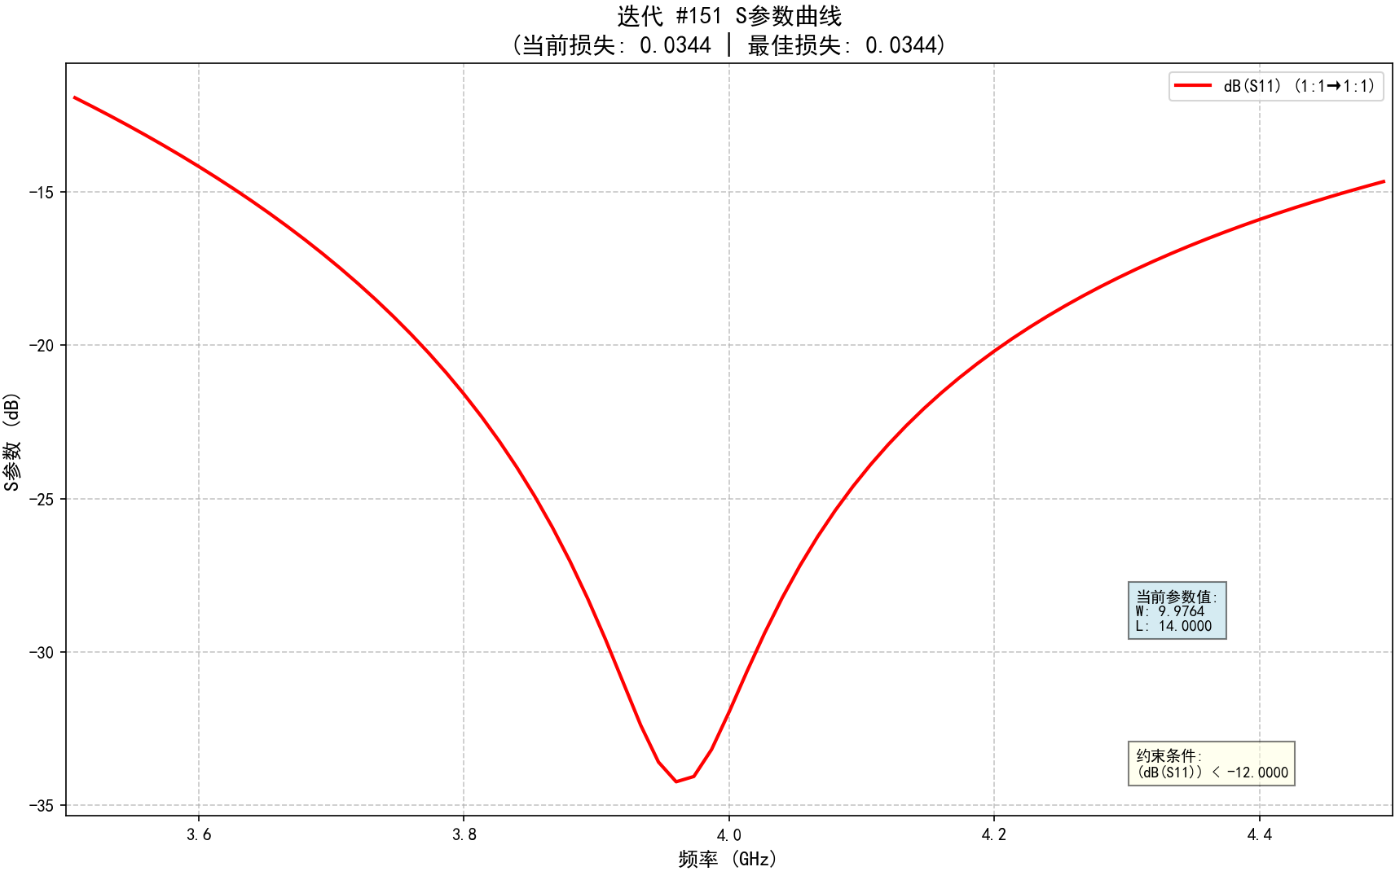 迭代 #151 S参数曲线
(当前损失: 0.0344 | 最佳损失: 0.0344)
dB(S11) (1:1→1:1)
−15
−20
−25
−30
−35
S参数 (dB)
当前参数值:
W: 9.9764
L: 14.0000
约束条件:
(dB(S11)) < -12.0000
3.6
3.8
4.0
4.2
4.4
频率 (GHz)